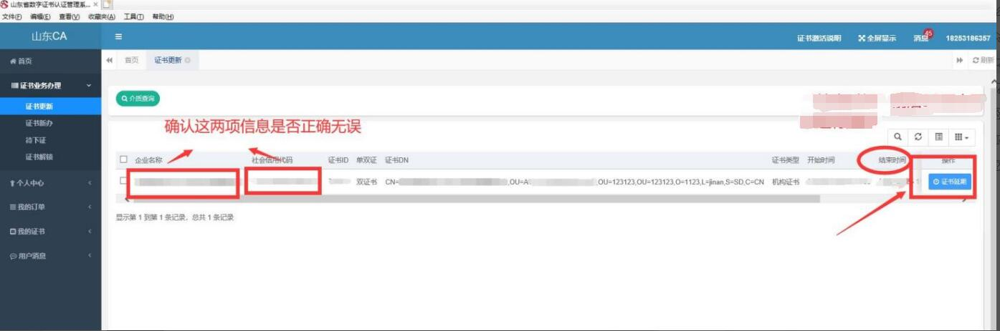 山东省数字证书认证管理系... ×
文件(F) 编辑(E) 查看(V) 收藏夹(A) 工具(T) 帮助(H)
山东CA
证书激活说明 全屏显示 消息 45 18253186357
首页
首页 证书更新
刷新
证书业务办理
证书更新
证书新办
待下证
证书解锁
个人中心
我的订单
我的证书
用户消息
介质查询
确认这两项信息是否正确无误
企业名称 社会信用代码 证书ID 单双证 证书DN 证书类型 开始时间 结束时间 操作
双证书 CN= ,OU=A ,OU=123123,OU=123123,O=1123,L=jinan,S=SD,C=CN 机构证书 证书延期
显示第 1 到第 1 条记录，总共 1 条记录